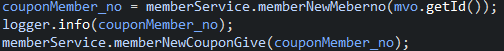 couponMember_no = memberService.memberNewMeberno(mvo.getId());
logger.info(couponMember_no);
memberService.memberNewCouponGive(couponMember_no);